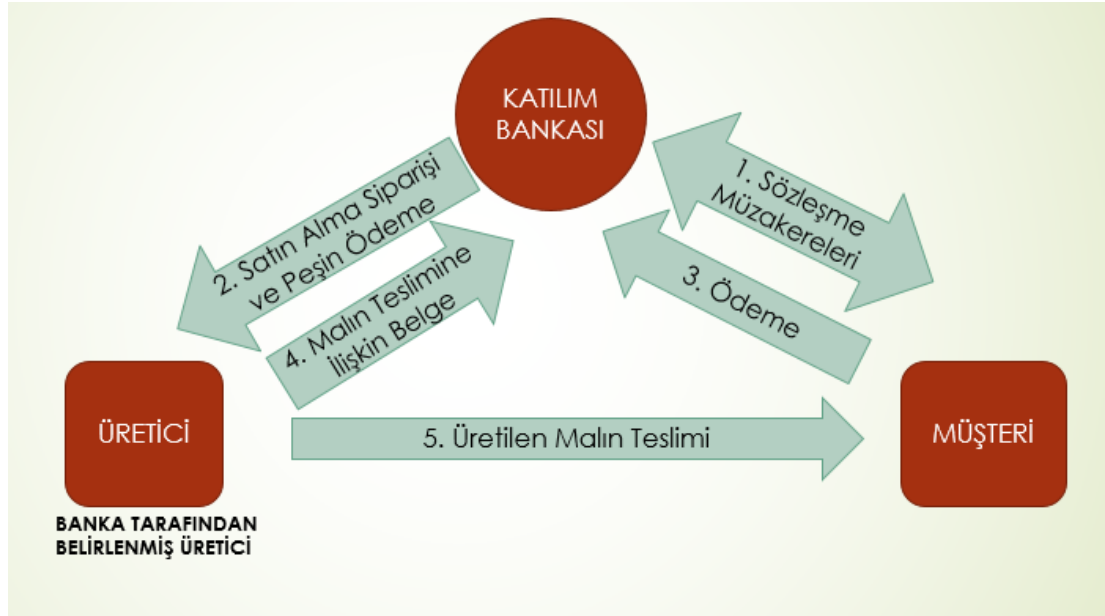 KATILIM
BANKASI
1. Sözleşme
Müzakereleri
2. Satın Alma Siparişi
ve Peşin Ödeme
3. Ödeme
4. Malın Teslimine
İlişkin Belge
ÜRETİCİ
5. Üretilen Malın Teslimi
MÜŞTERİ
BANKA TARAFINDAN
BELİRLENMİŞ ÜRETİCİ